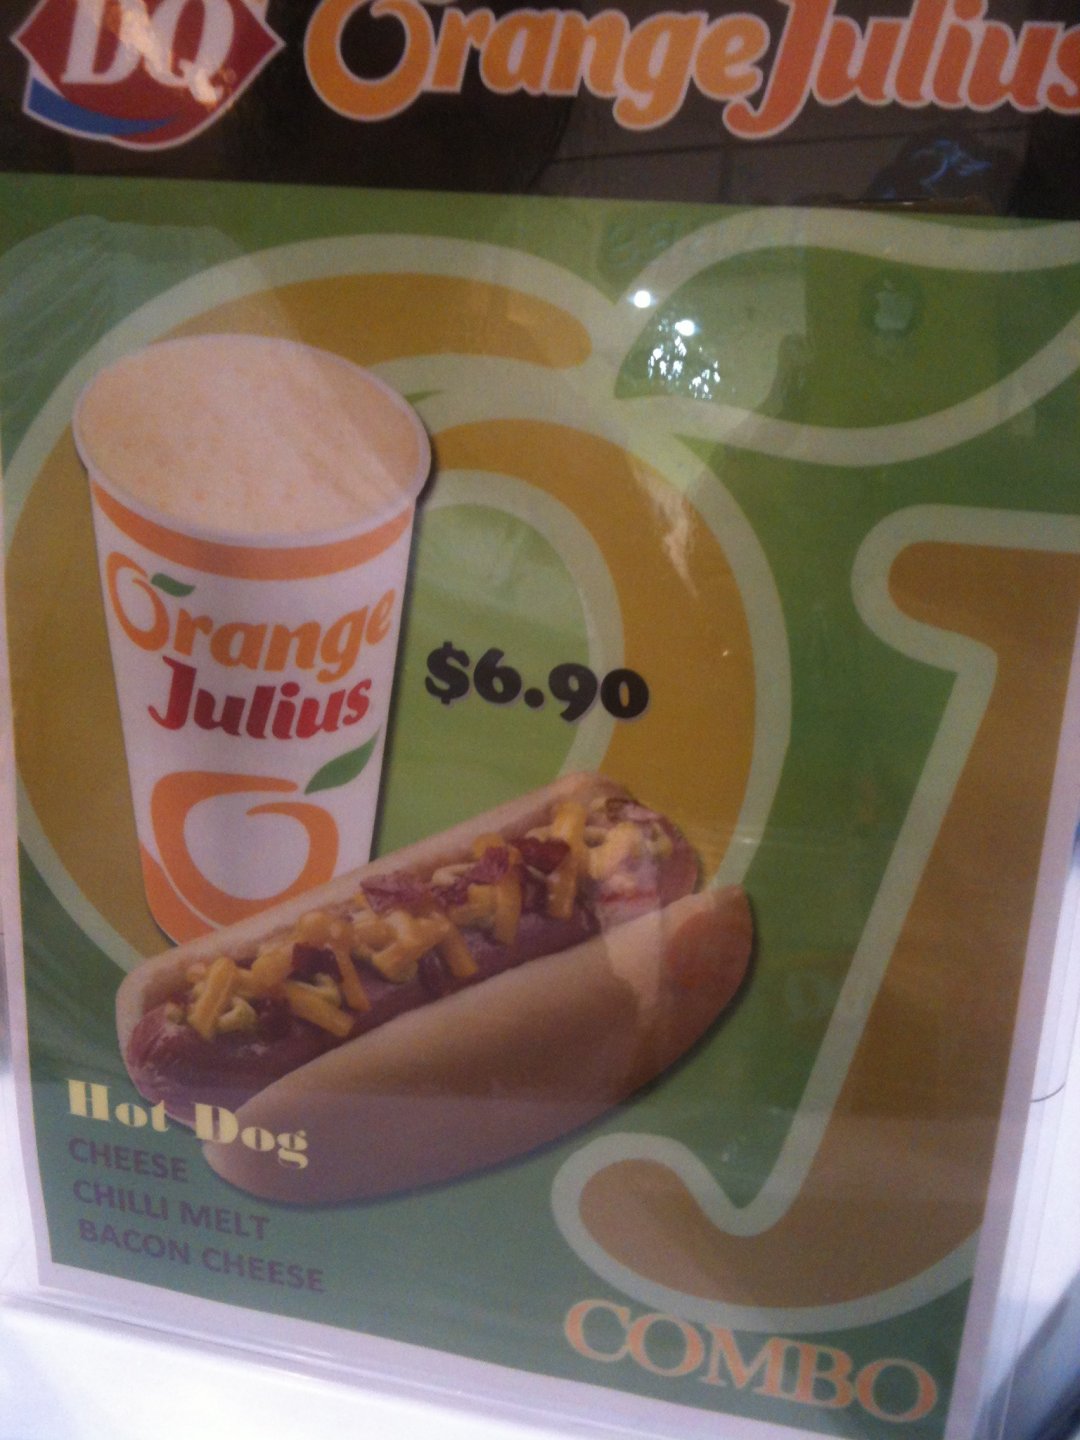 DQ
Orange Julius
Orange
Julius
$6.90
Hot Dog
CHEESE
CHILLI MELT
BACON CHEESE
COMBO